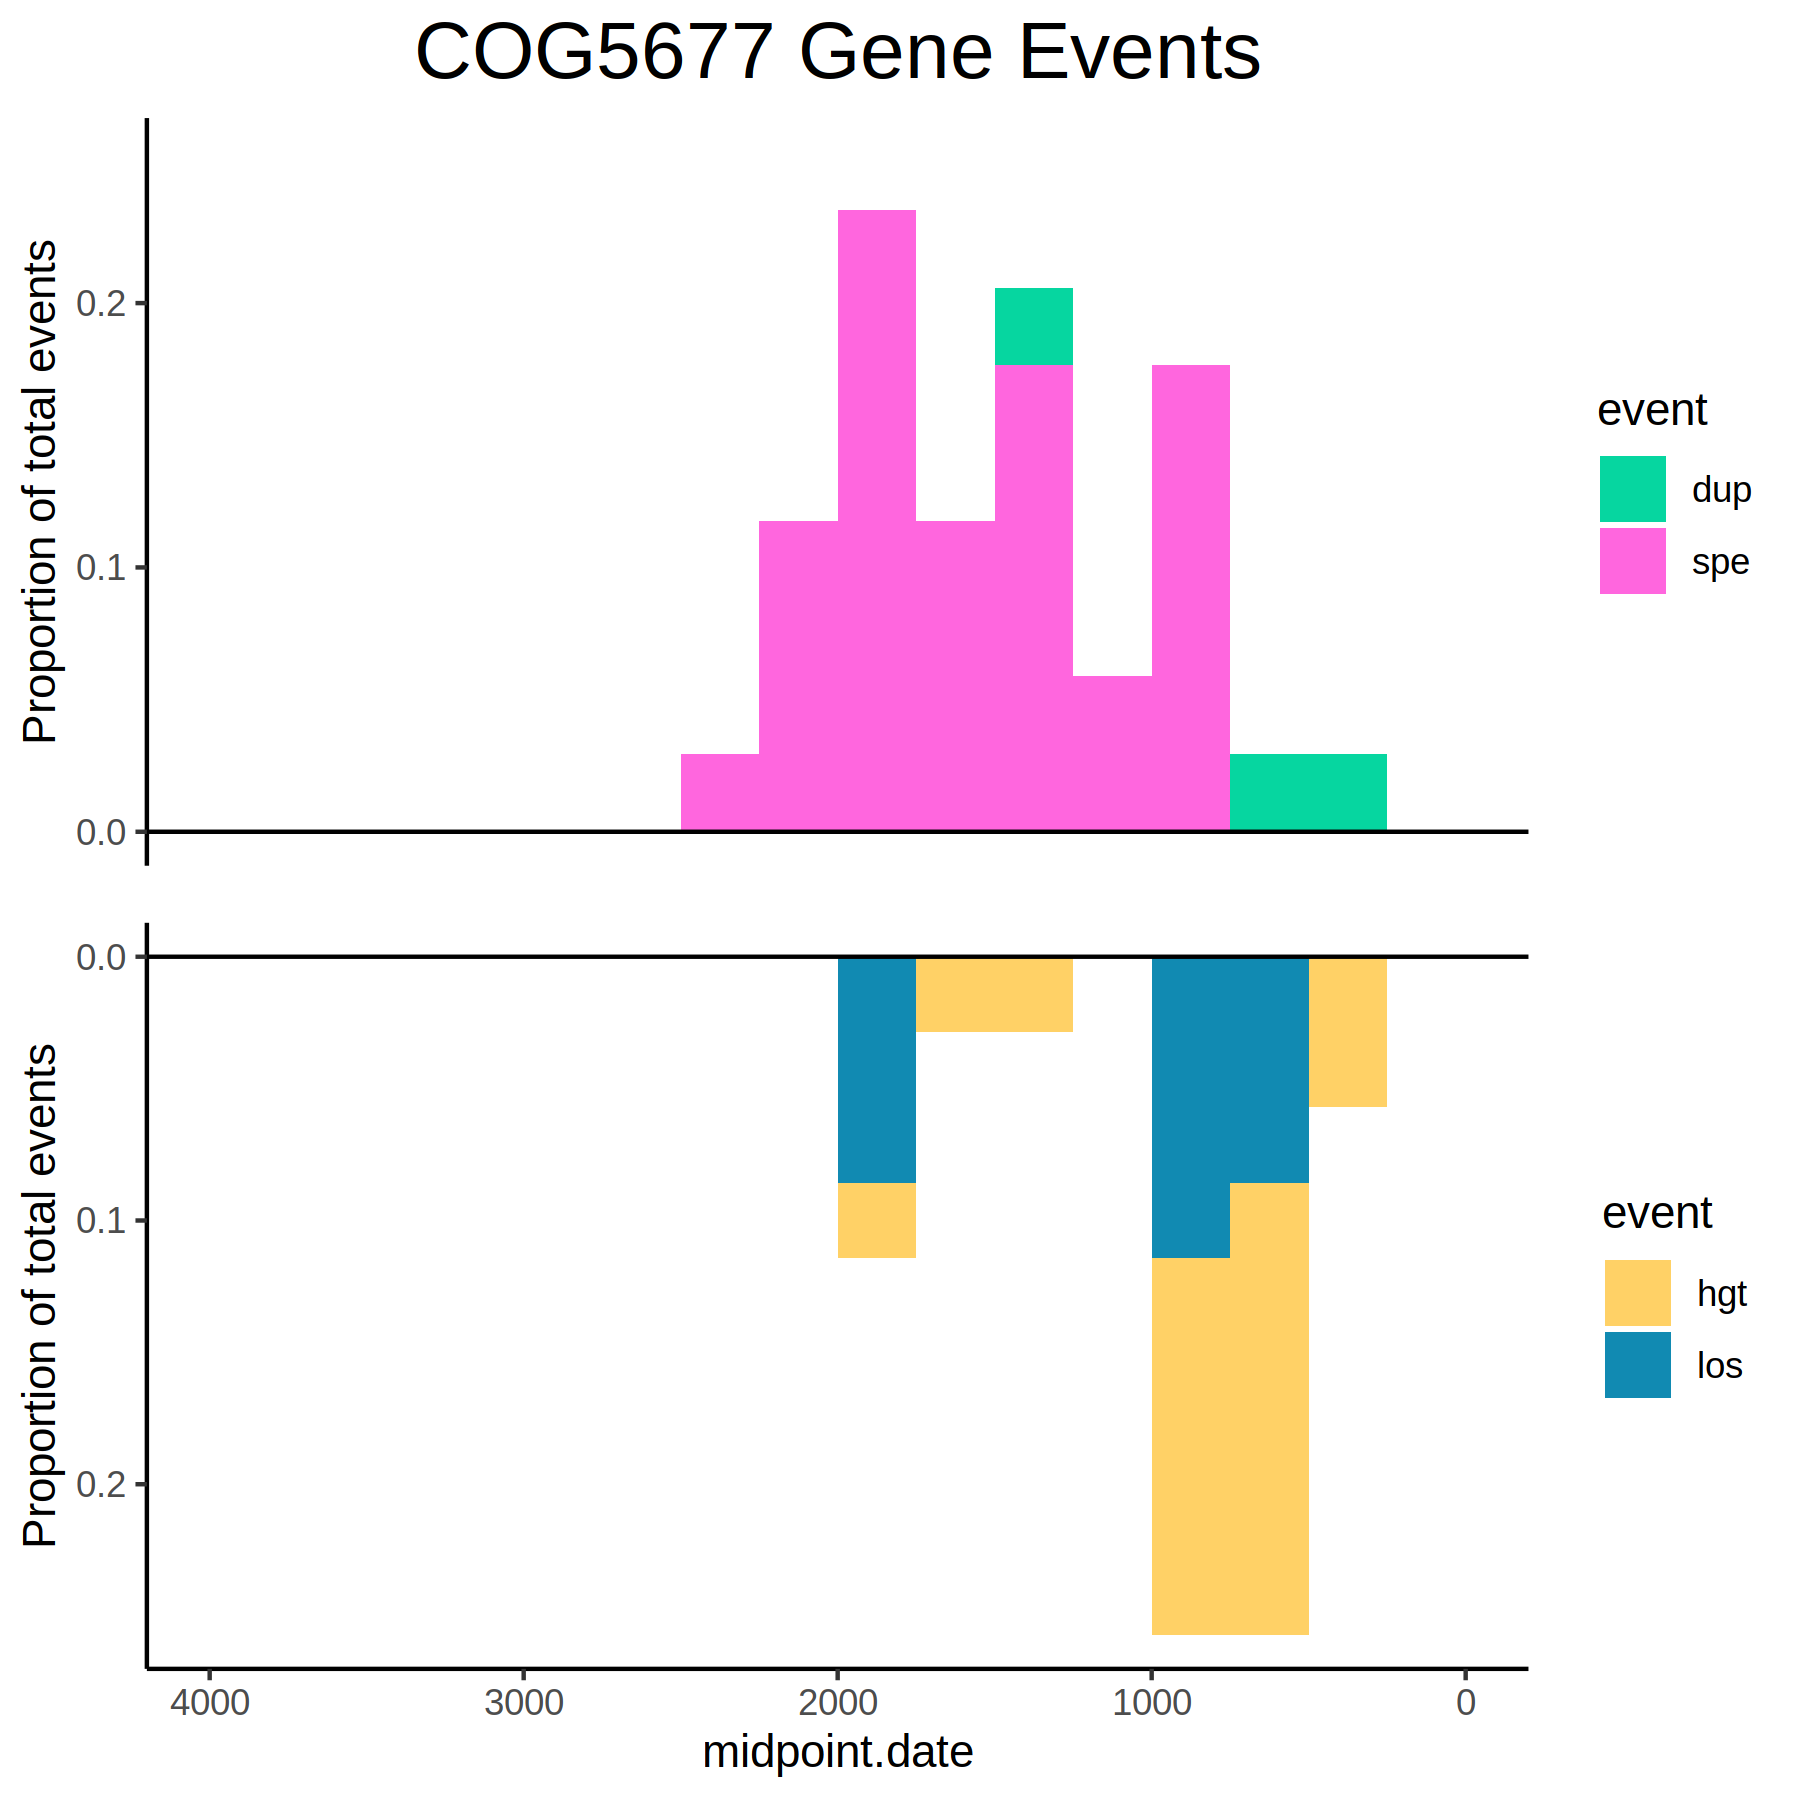 COG5677 Gene Events
Proportion of total events
0.2
0.1
0.0
event
dup
spe
Proportion of total events
0.0
0.1
0.2
event
hgt
los
4000 3000 2000 1000 0
midpoint.date